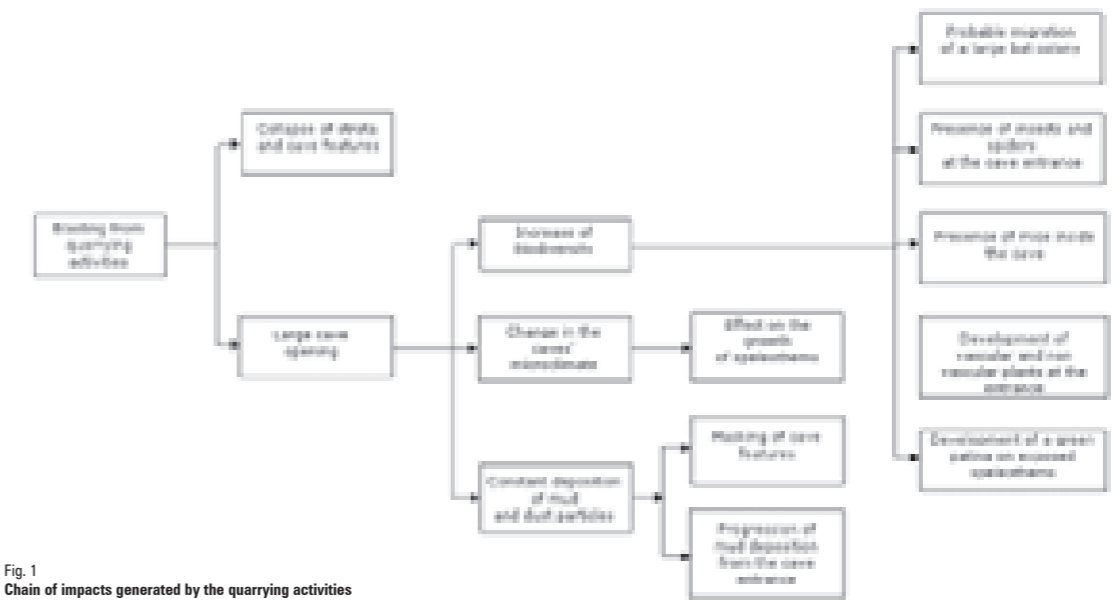 Probable migration
of a large bat colony
Collapse of strata
and cave features
Presence of insects and
spiders
at the cave entrance
Blasting from
quarrying
activities
Increase of
biodiversity
Presence of mice inside
the cave
Large cave
opening
Change in the
caves'
microclimate
Effect on the
growth
of speleothems
Development of
vascular and non
vascular plants at the
entrance
Masking of cave
features
Development of a green
patina on exposed
speleothems
Constant deposition
of mud
and dust particles
Progression of
mud deposition
from the cave
entrance
Fig. 1
Chain of impacts generated by the quarrying activities